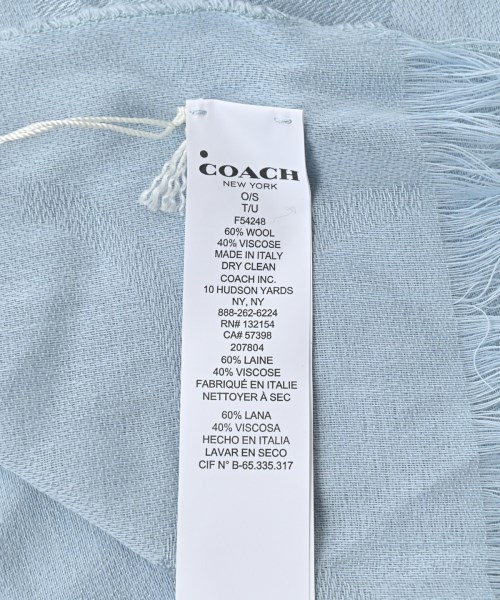 COACH
NEW YORK
O/S
T/U
F54248
60% WOOL
40% VISCOSE
MADE IN ITALY
DRY CLEAN
COACH INC.
10 HUDSON YARDS
NY, NY
888-262-6224
RN# 132154
CA# 57398
207804
60% LAINE
40% VISCOSE
FABRIQUÉ EN ITALIE
NETTOYER À SEC
60% LANA
40% VISCOSA
HECHO EN ITALIA
LAVAR EN SECO
CIF N° B-65.335.317